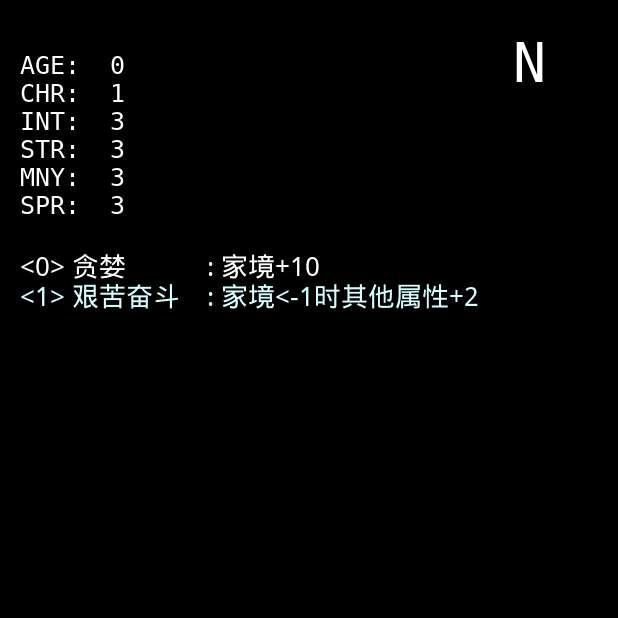 N
AGE: 0
CHR: 1
INT: 3
STR: 3
MNY: 3
SPR: 3
<0> 贪婪 : 家境+10
<1> 艰苦奋斗 : 家境<-1时其他属性+2